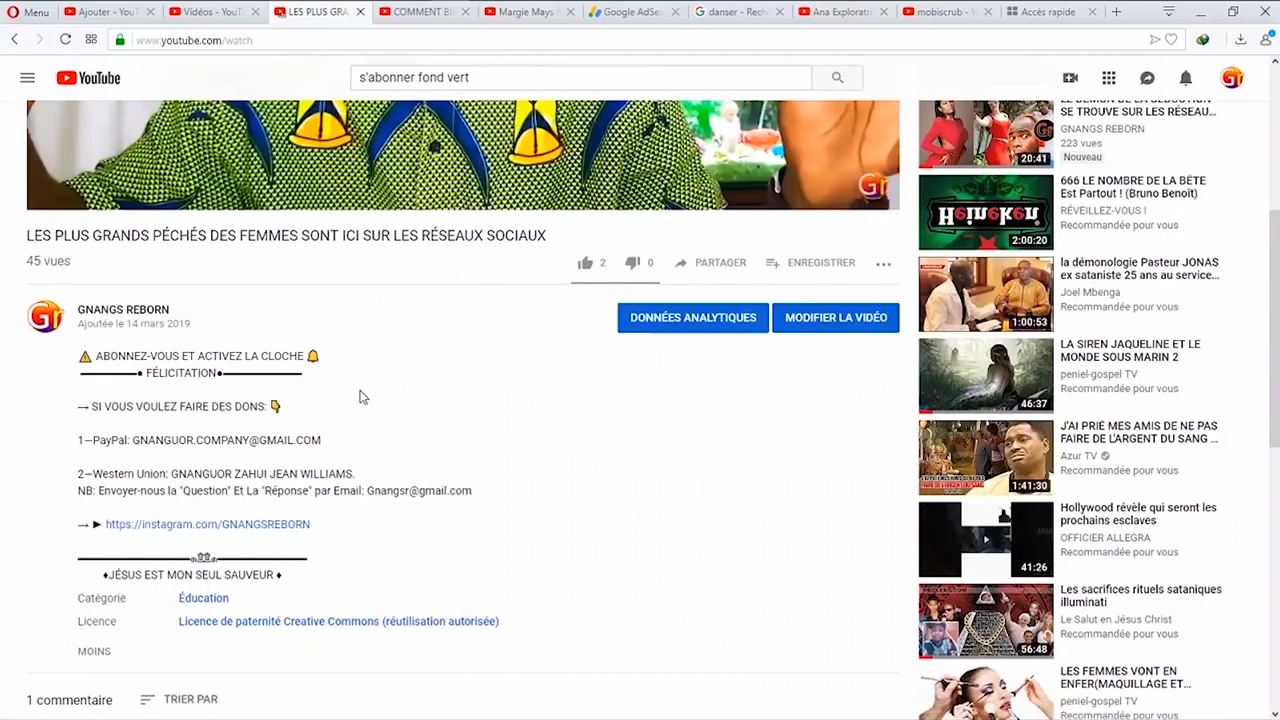 Menu
Ajouter - YouT
Vidéos - YouT
LES PLUS GRA
COMMENT B
Margie Mays
Google AdSen
danser - Rech
Ana Explorati
mobiscrub - Y
Accès rapide
www.youtube.com/watch
YouTube
s'abonner fond vert
Gr
LES PLUS GRANDS PÉCHÉS DES FEMMES SONT ICI SUR LES RÉSEAUX SOCIAUX
45 vues
2
0
PARTAGER
ENREGISTRER
GNANGS REBORN
Ajoutée le 14 mars 2019
DONNÉES ANALYTIQUES
MODIFIER LA VIDÉO
⚠ ABONNEZ-VOUS ET ACTIVEZ LA CLOCHE 🔔
━━━━━━━● FÉLICITATION●━━━━━━━━
→ SI VOUS VOULEZ FAIRE DES DONS: 👇
1—PayPal: GNANGUOR.COMPANY@GMAIL.COM
2—Western Union: GNANGUOR ZAHUI JEAN WILLIAMS.
NB: Envoyer-nous la "Question" Et La "Réponse" par Email: Gnangsr@gmail.com
→ ► https://instagram.com/GNANGSREBORN
♦JÉSUS EST MON SEUL SAUVEUR ♦
Catégorie
Éducation
Licence
Licence de paternité Creative Commons (réutilisation autorisée)
MOINS
1 commentaire
TRIER PAR
LE DÉMON DE LA SÉDUCTION
SE TROUVE SUR LES RÉSEAU…
GNANGS REBORN
223 vues
Nouveau
20:41
666 LE NOMBRE DE LA BÊTE
Est Partout ! (Bruno Benoît)
RÉVEILLEZ-VOUS !
Recommandée pour vous
2:00:20
la démonologie Pasteur JONAS
ex sataniste 25 ans au service…
Joel Mbenga
Recommandée pour vous
1:00:53
LA SIREN JAQUELINE ET LE
MONDE SOUS MARIN 2
peniel-gospel TV
Recommandée pour vous
46:37
J'AI PRIÉ MES AMIS DE NE PAS
FAIRE DE L'ARGENT DU SANG …
Azur TV
Recommandée pour vous
1:41:30
Hollywood révèle qui seront les
prochains esclaves
OFFICIER ALLEGRA
Recommandée pour vous
41:26
Les sacrifices rituels sataniques
illuminati
Le Salut en Jésus Christ
Recommandée pour vous
56:48
LES FEMMES VONT EN
ENFER(MAQUILLAGE ET…
peniel-gospel TV
Recommandée pour vous